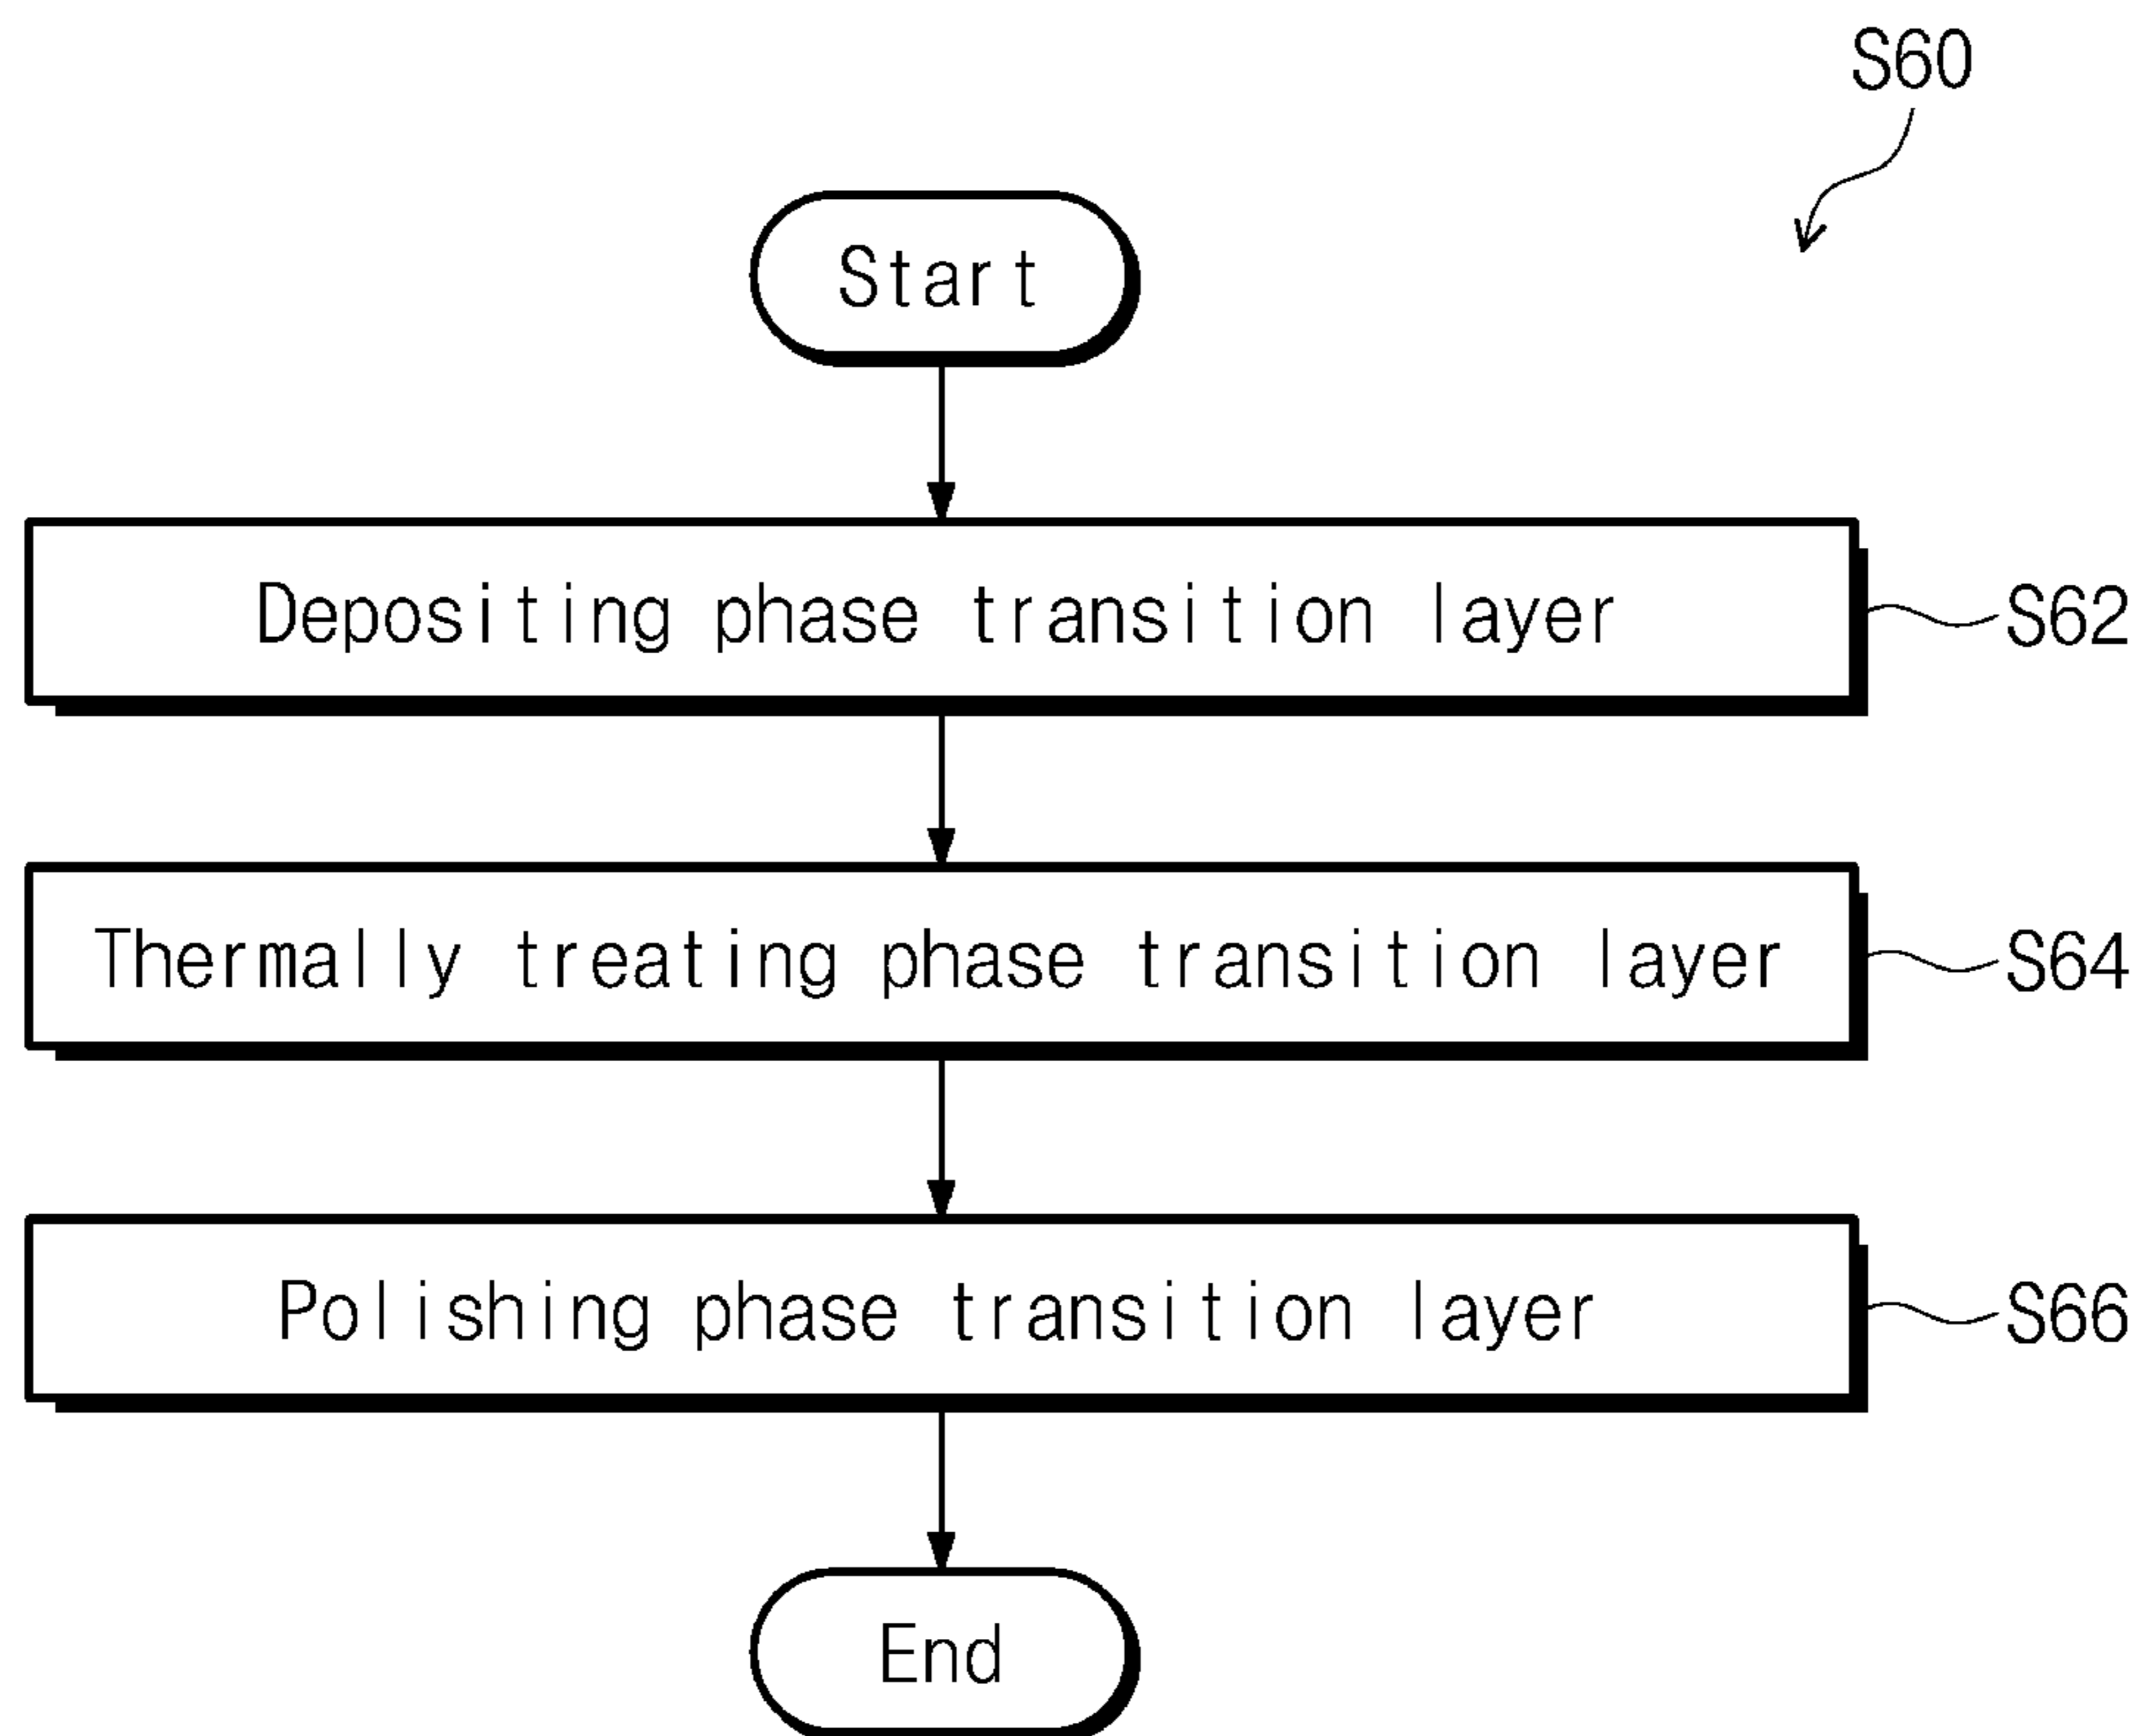 S60
Start
Depositing phase transition layer
S62
Thermally treating phase transition layer
S64
Polishing phase transition layer
S66
End